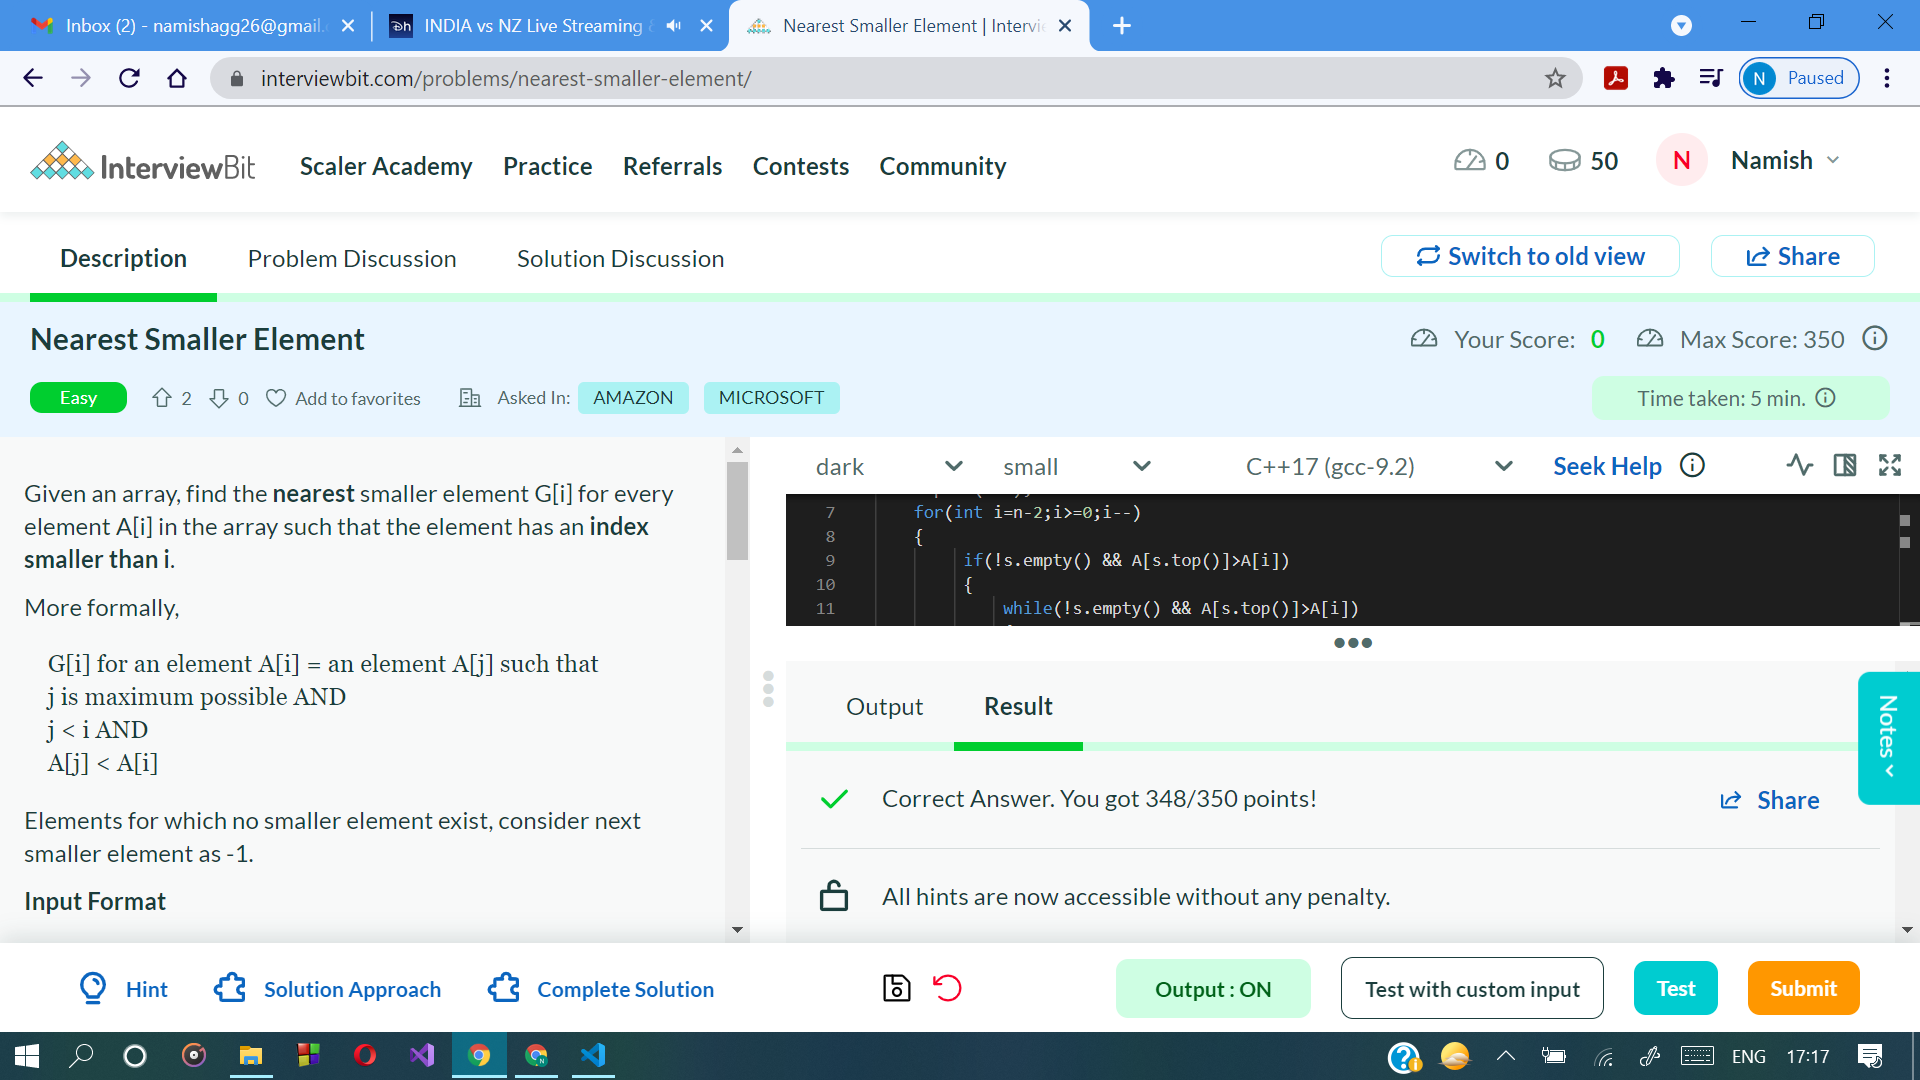 Inbox (2) - namishagg26@gmail.
INDIA vs NZ Live Streaming
Nearest Smaller Element | Intervi
interviewbit.com/problems/nearest-smaller-element/
N Paused
InterviewBit
Scaler Academy Practice Referrals Contests Community
0 50 N Namish
Description Problem Discussion Solution Discussion
Switch to old view Share
Nearest Smaller Element
Your Score: 0 Max Score: 350
Easy 2 0 Add to favorites Asked In: AMAZON MICROSOFT
Time taken: 5 min.
Given an array, find the nearest smaller element G[i] for every
element A[i] in the array such that the element has an index
smaller than i.
More formally,
G[i] for an element A[i] = an element A[j] such that
j is maximum possible AND
j < i AND
A[j] < A[i]
Elements for which no smaller element exist, consider next
smaller element as -1.
Input Format
dark small C++17 (gcc-9.2) Seek Help
7 for(int i=n-2;i>=0;i--)
8 {
9 if(!s.empty() && A[s.top()]>A[i])
10 {
11 while(!s.empty() && A[s.top()]>A[i])
Output Result
Correct Answer. You got 348/350 points!
Share
All hints are now accessible without any penalty.
Notes
Hint Solution Approach Complete Solution
Output : ON Test with custom input Test Submit
ENG 17:17